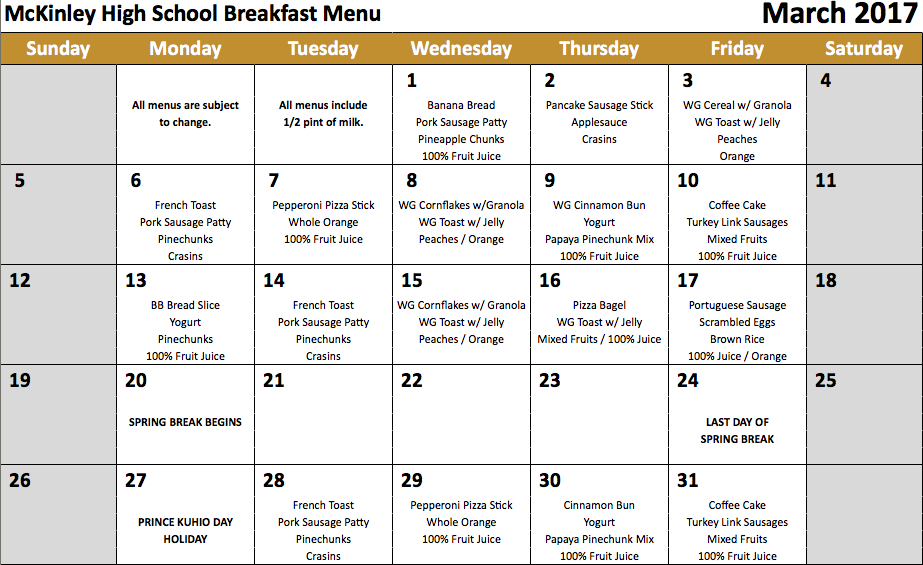 McKinley High School Breakfast Menu
March 2017
Sunday Monday Tuesday Wednesday Thursday Friday Saturday
All menus are subject
to change.
All menus include
1/2 pint of milk.
1
Banana Bread
Pork Sausage Patty
Pineapple Chunks
100% Fruit Juice
2
Pancake Sausage Stick
Applesauce
Crasins
3
WG Cereal w/ Granola
WG Toast w/ Jelly
Peaches
Orange
4
5
6
French Toast
Pork Sausage Patty
Pinechunks
Crasins
7
Pepperoni Pizza Stick
Whole Orange
100% Fruit Juice
8
WG Cornflakes w/Granola
WG Toast w/ Jelly
Peaches / Orange
9
WG Cinnamon Bun
Yogurt
Papaya Pinechunk Mix
100% Fruit Juice
10
Coffee Cake
Turkey Link Sausages
Mixed Fruits
100% Fruit Juice
11
12
13
BB Bread Slice
Yogurt
Pinechunks
100% Fruit Juice
14
French Toast
Pork Sausage Patty
Pinechunks
Crasins
15
WG Cornflakes w/ Granola
WG Toast w/ Jelly
Peaches / Orange
16
Pizza Bagel
WG Toast w/ Jelly
Mixed Fruits / 100% Juice
17
Portuguese Sausage
Scrambled Eggs
Brown Rice
100% Juice / Orange
18
19
20
SPRING BREAK BEGINS
21
22
23
24
LAST DAY OF
SPRING BREAK
25
26
27
PRINCE KUHIO DAY
HOLIDAY
28
French Toast
Pork Sausage Patty
Pinechunks
Crasins
29
Pepperoni Pizza Stick
Whole Orange
100% Fruit Juice
30
Cinnamon Bun
Yogurt
Papaya Pinechunk Mix
100% Fruit Juice
31
Coffee Cake
Turkey Link Sausages
Mixed Fruits
100% Fruit Juice